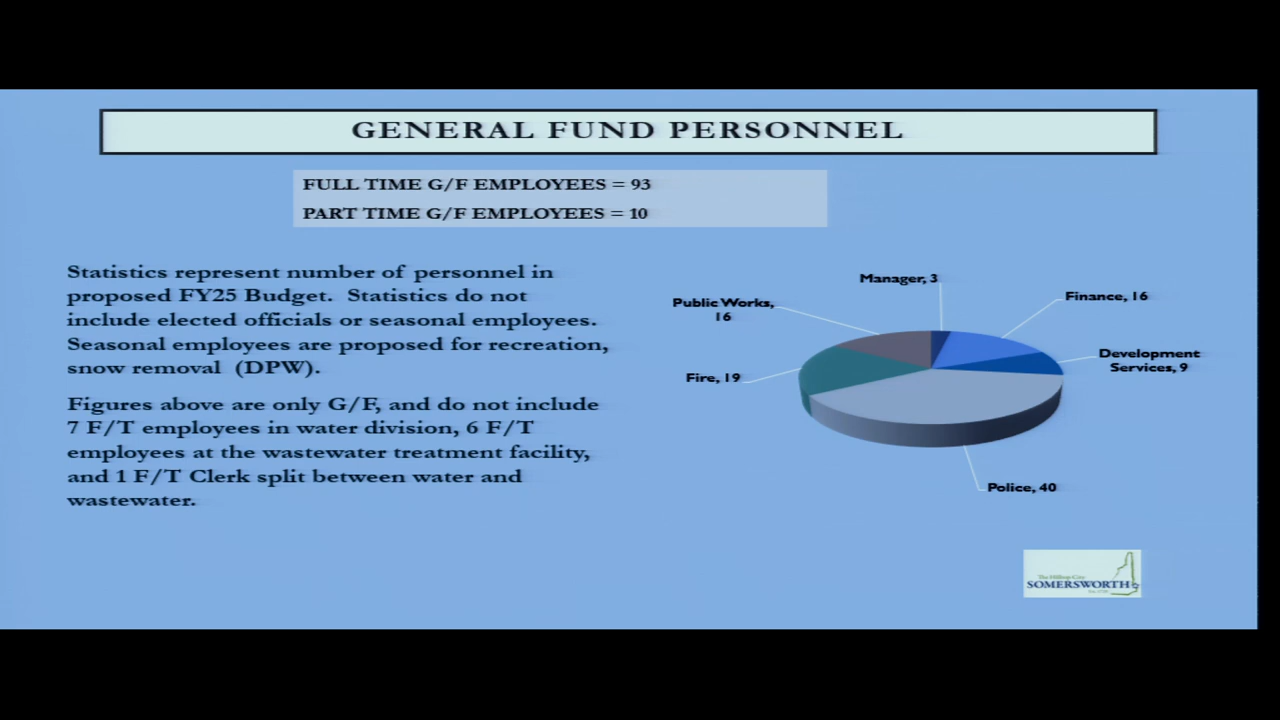 GENERAL FUND PERSONNEL
FULL TIME G/F EMPLOYEES = 93
PART TIME G/F EMPLOYEES = 10
Statistics represent number of personnel in
proposed FY25 Budget. Statistics do not
include elected officials or seasonal employees.
Seasonal employees are proposed for recreation,
snow removal (DPW).
Figures above are only G/F, and do not include
7 F/T employees in water division, 6 F/T
employees at the wastewater treatment facility,
and 1 F/T Clerk split between water and
wastewater.
Manager, 3
Public Works,
16
Finance, 16
Development
Services, 9
Fire, 19
Police, 40
The Hilltop City
SOMERSWORTH